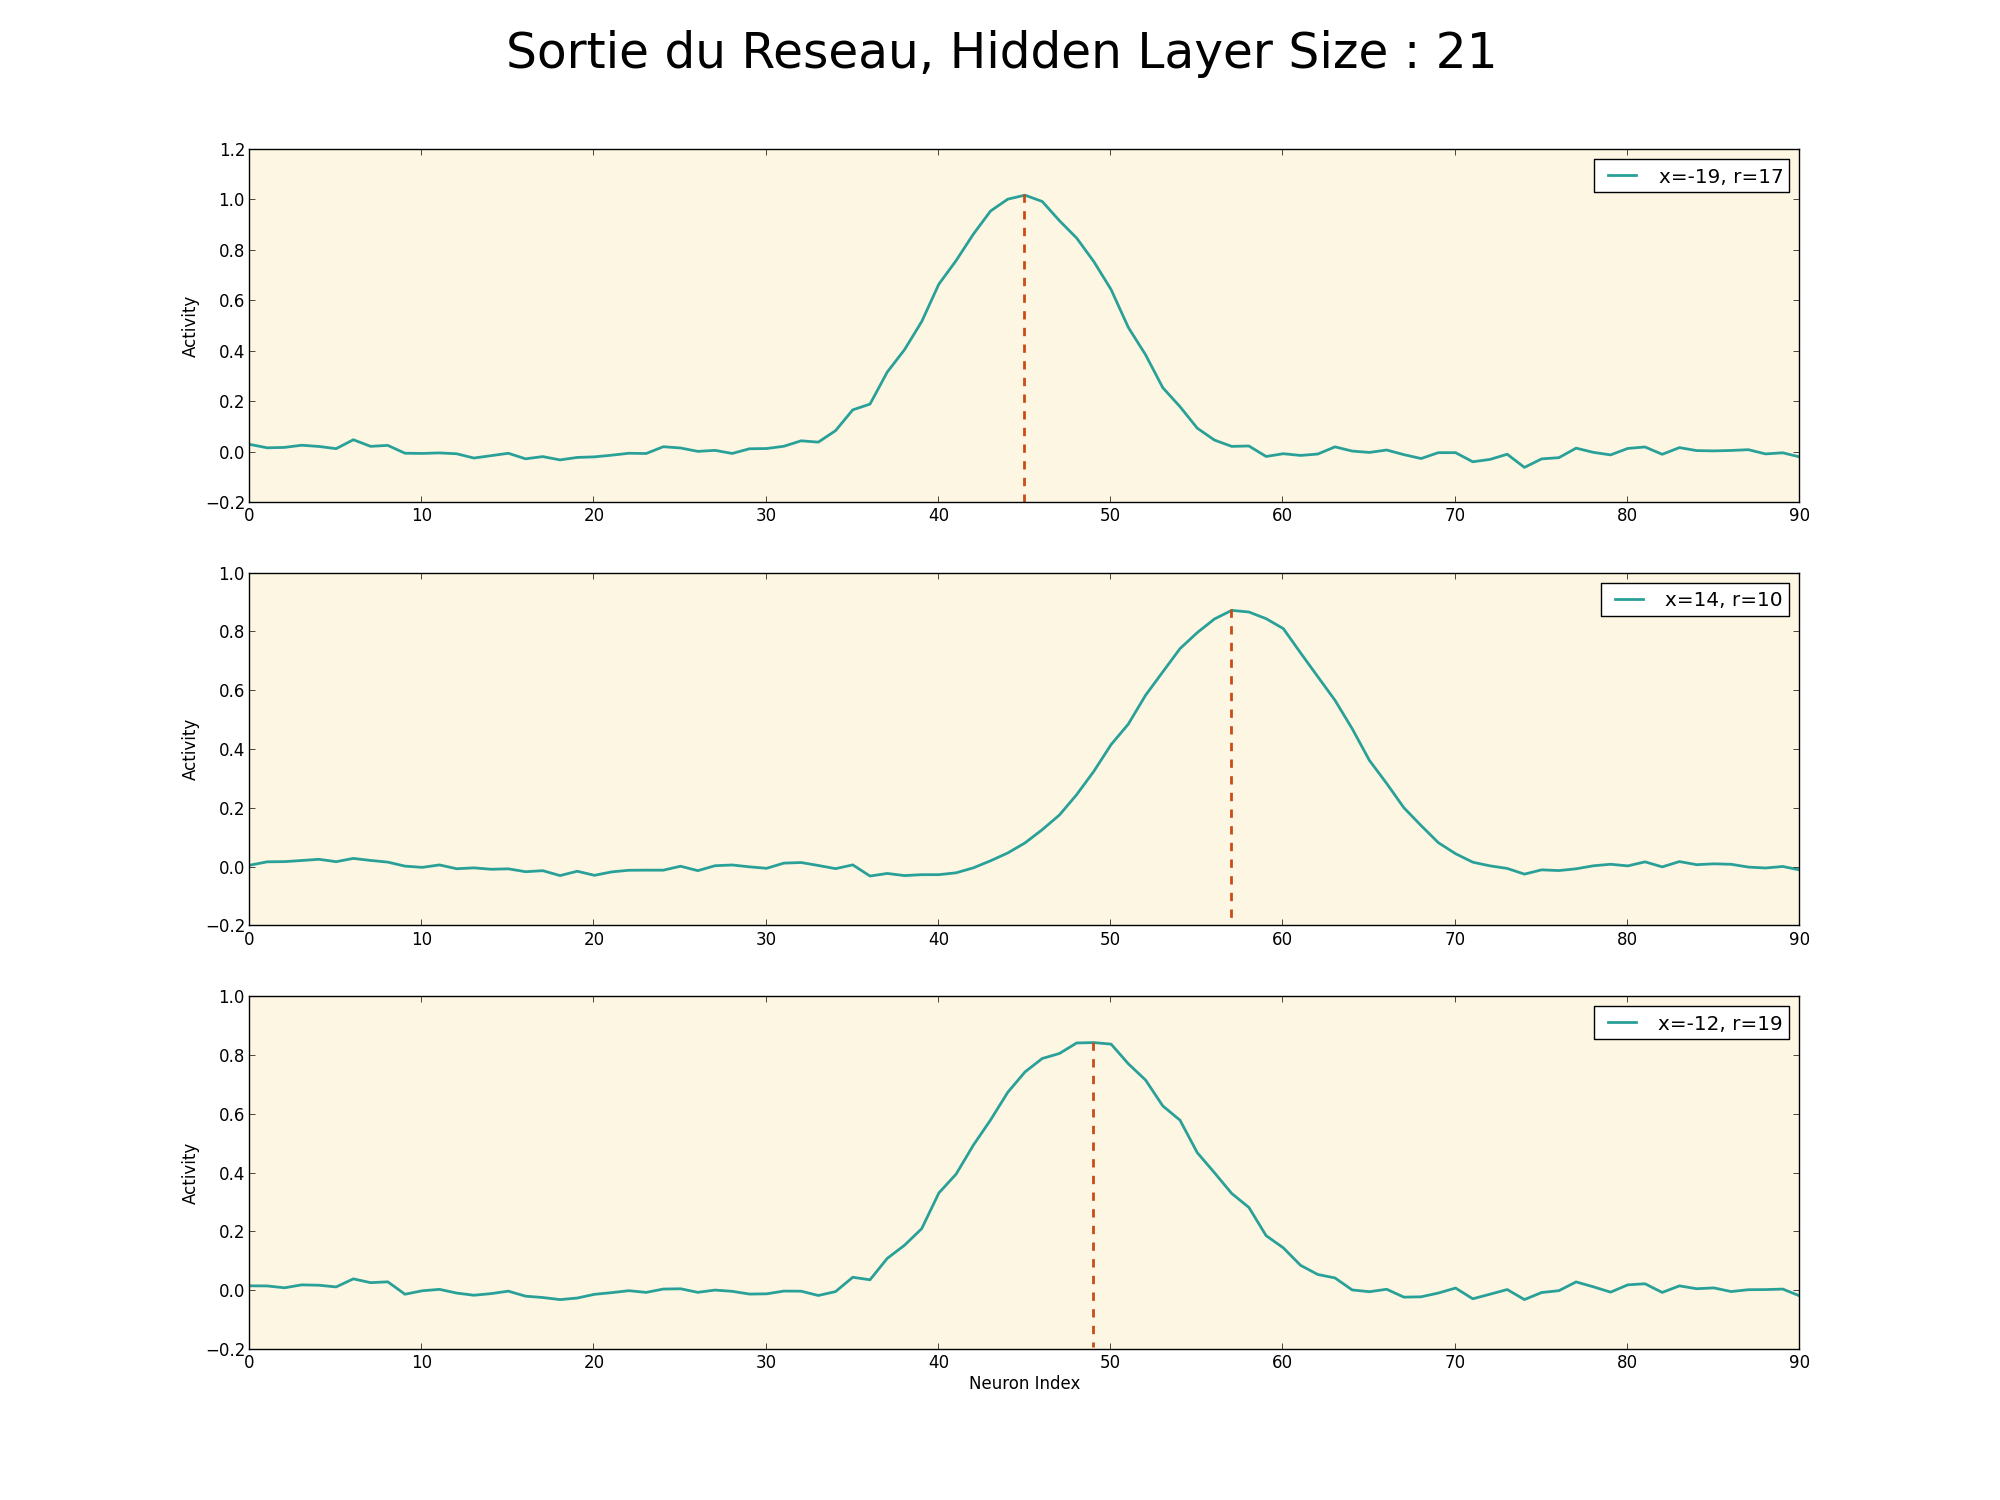 Sortie du Reseau, Hidden Layer Size : 21
1.2
1.0
0.8
0.6
0.4
0.2
0.0
−0.2
Activity
x=-19, r=17
0 10 20 30 40 50 60 70 80 90
1.0
0.8
0.6
0.4
0.2
0.0
−0.2
Activity
x=14, r=10
0 10 20 30 40 50 60 70 80 90
1.0
0.8
0.6
0.4
0.2
0.0
−0.2
Activity
x=-12, r=19
0 10 20 30 40 50 60 70 80 90
Neuron Index